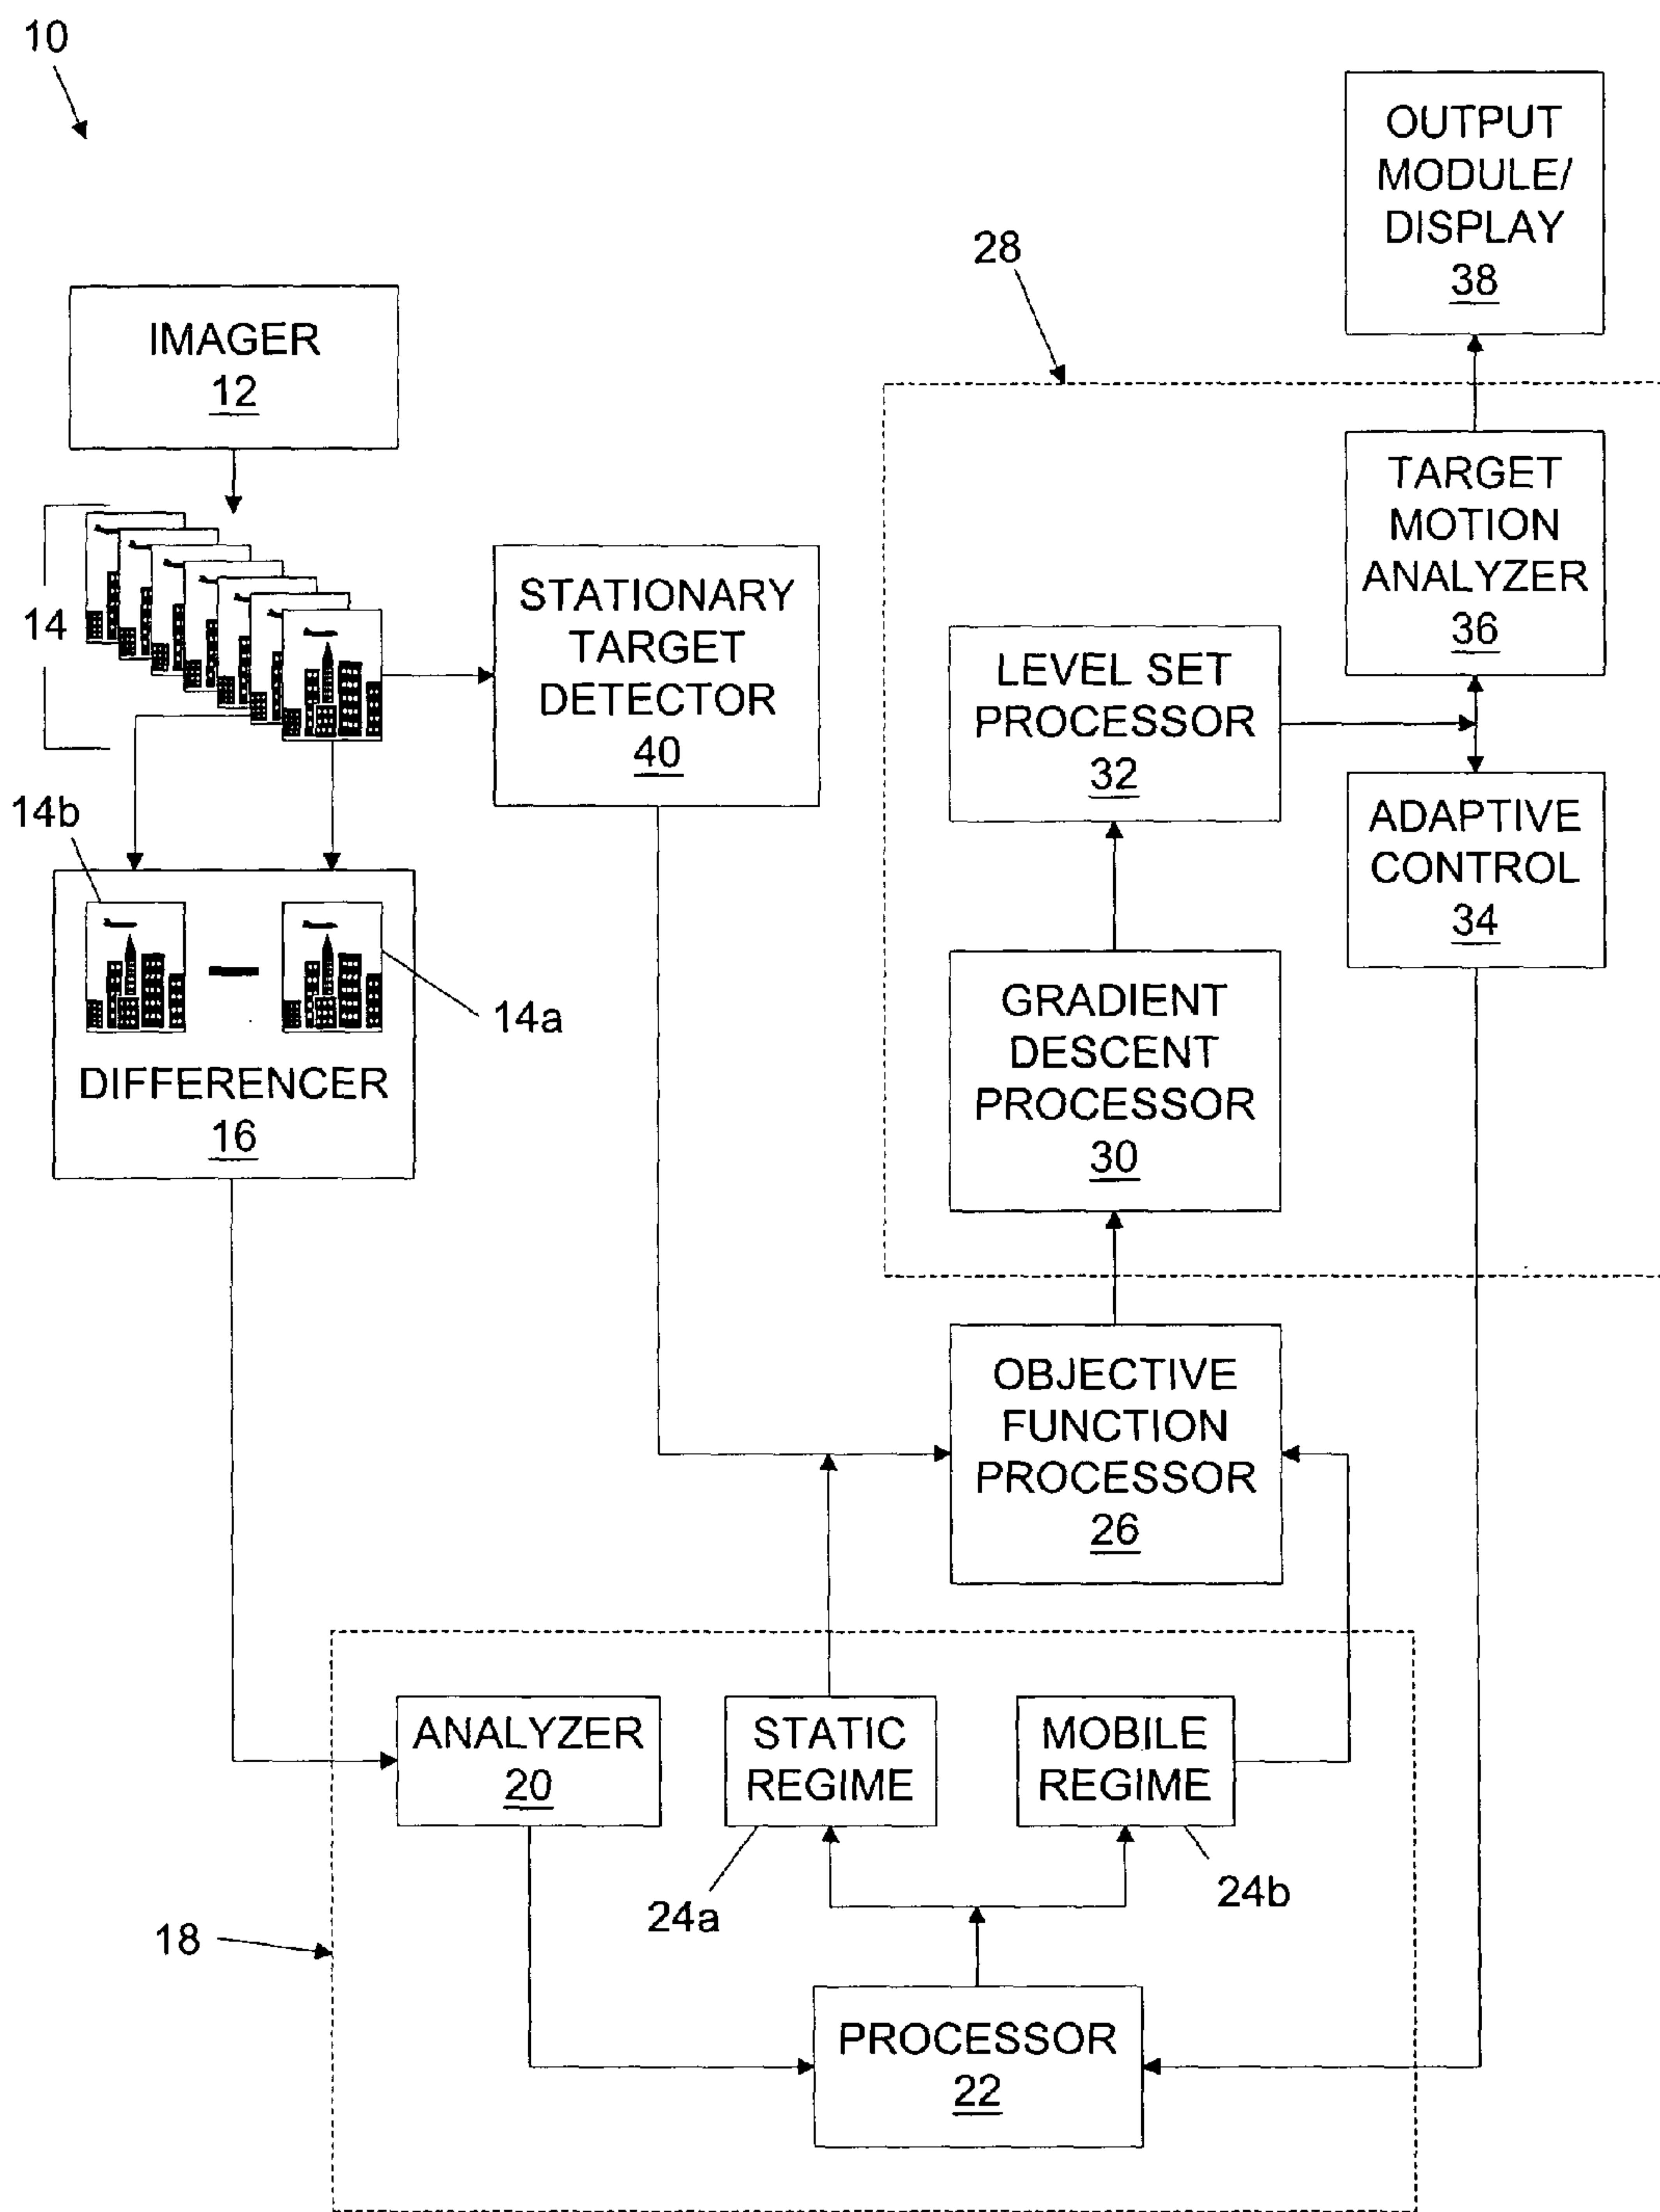 10
OUTPUT
MODULE/
DISPLAY
38
28
IMAGER
12
TARGET
MOTION
ANALYZER
36
14
STATIONARY
TARGET
DETECTOR
40
LEVEL SET
PROCESSOR
32
ADAPTIVE
CONTROL
34
14b
14a
DIFFERENCER
16
GRADIENT
DESCENT
PROCESSOR
30
OBJECTIVE
FUNCTION
PROCESSOR
26
ANALYZER
20
STATIC
REGIME
MOBILE
REGIME
24a
24b
18
PROCESSOR
22